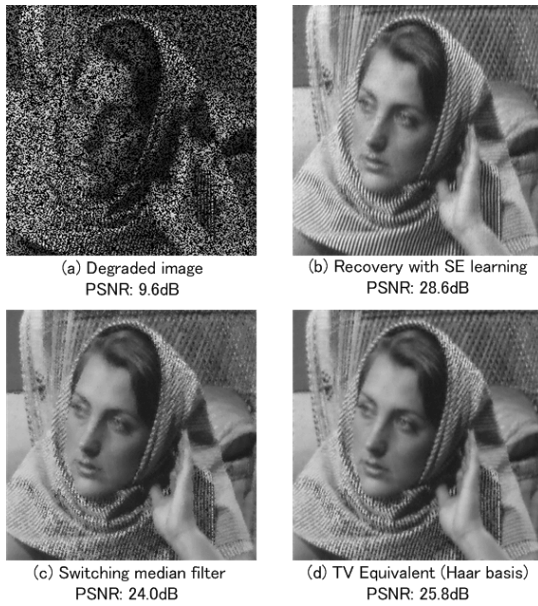 (a) Degraded image
PSNR: 9.6dB
(b) Recovery with SE learning
PSNR: 28.6dB
(c) Switching median filter
PSNR: 24.0dB
(d) TV Equivalent (Haar basis)
PSNR: 25.8dB